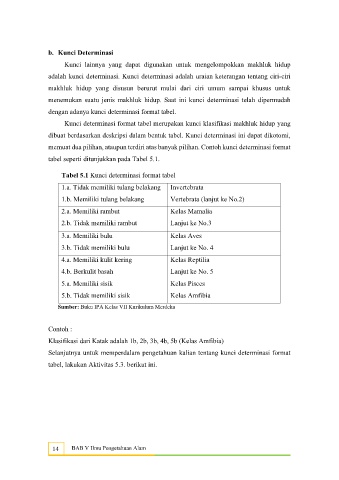 b. Kunci Determinasi
Kunci lainnya yang dapat digunakan untuk mengelompokkan makhluk hidup
adalah kunci determinasi. Kunci determinasi adalah uraian keterangan tentang ciri-ciri
makhluk hidup yang disusun berurut mulai dari ciri umum sampai khusus untuk
menemukan suatu jenis makhluk hidup. Saat ini kunci determinasi telah dipermudah
dengan adanya kunci determinasi format tabel.
Kunci determinasi format tabel merupakan kunci klasifikasi makhluk hidup yang
dibuat berdasarkan deskripsi dalam bentuk tabel. Kunci determinasi ini dapat dikotomi,
memuat dua pilihan, ataupun terdiri atas banyak pilihan. Contoh kunci determinasi format
tabel seperti ditunjukkan pada Tabel 5.1.
Tabel 5.1 Kunci determinasi format tabel
1.a. Tidak memiliki tulang belakang Invertebrata
1.b. Memiliki tulang belakang Vertebrata (lanjut ke No.2)
2.a. Memiliki rambut Kelas Mamalia
2.b. Tidak memiliki rambut Lanjut ke No.3
3.a. Memiliki bulu Kelas Aves
3.b. Tidak memiliki bulu Lanjut ke No. 4
4.a. Memiliki kulit kering Kelas Reptilia
4.b. Berkulit basah Lanjut ke No. 5
5.a. Memiliki sisik Kelas Pisces
5.b. Tidak memiliki sisik Kelas Amfibia
Sumber: Buku IPA Kelas VII Kurikulum Merdeka
Contoh :
Klasifikasi dari Katak adalah 1b, 2b, 3b, 4b, 5b (Kelas Amfibia)
Selanjutnya untuk memperdalam pengetahuan kalian tentang kunci determinasi format
tabel, lakukan Aktivitas 5.3. berikut ini.
14 BAB V Ilmu Pengetahuan Alam